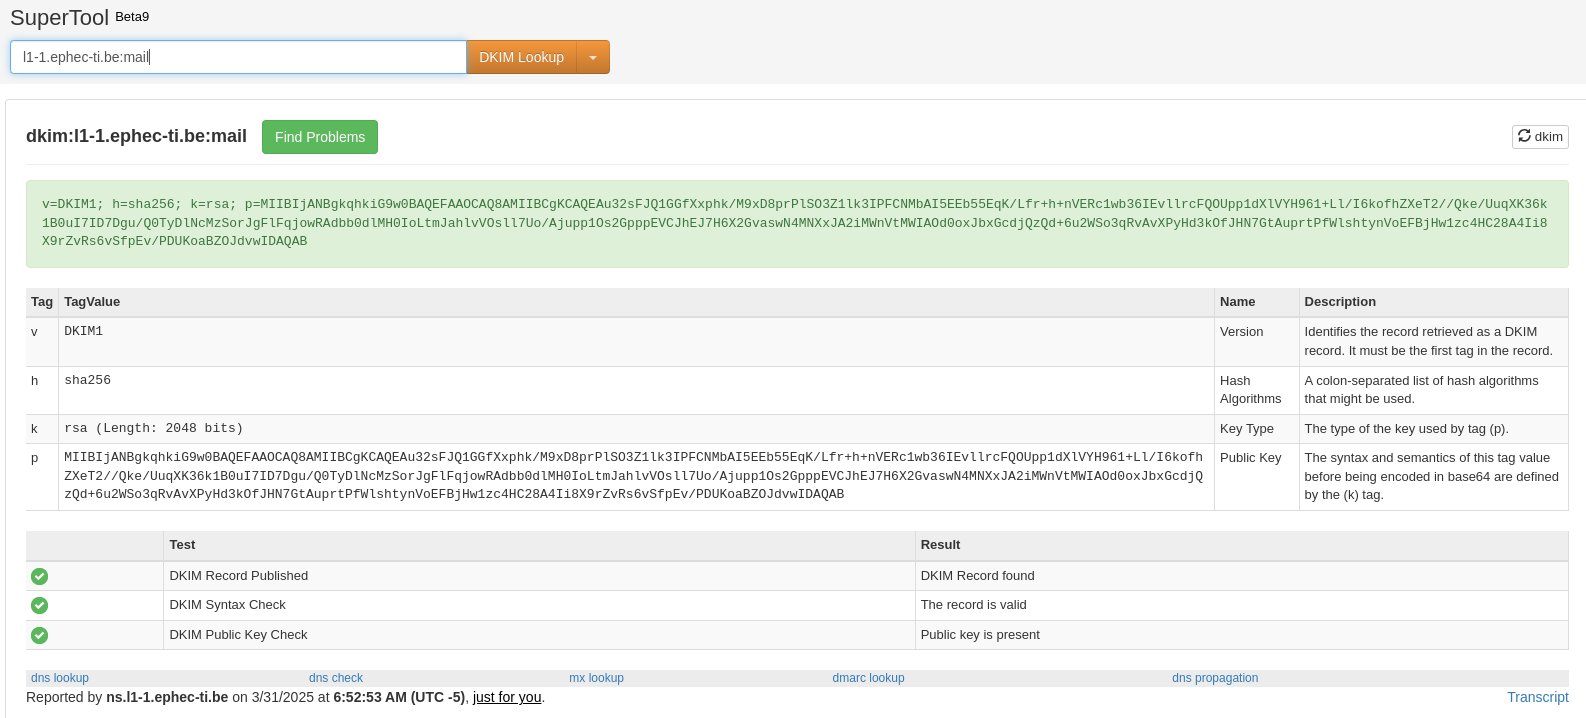 SuperTool Beta9
l1-1.ephec-ti.be:mail DKIM Lookup
dkim:l1-1.ephec-ti.be:mail Find Problems dkim
v=DKIM1; h=sha256; k=rsa; p=MIIBIjANBgkqhkiG9w0BAQEFAAOCAQ8AMIIBCgKCAQEAu32sFJQ1GGfXxphk/M9xD8prPlSO3Z1lk3IPFCNMbAI5EEb55EqK/Lfr+h+nVERc1wb36IEvllrcFQOUpp1dXlVYH961+Ll/I6kofhZXeT2//Qke/UuqXK36k
1B0uI7ID7Dgu/Q0TyDlNcMzSorJgFlFqjowRAdbb0dlMH0IoLtmJahlvVOsll7Uo/Ajupp1Os2GpppEVCJhEJ7H6X2GvaswN4MNXxJA2iMWnVtMWIAOd0oxJbxGcdjQzQd+6u2WSo3qRvAvXPyHd3kOfJHN7GtAuprtPfWlshtynVoEFBjHw1zc4HC28A4Ii8
X9rZvRs6vSfpEv/PDUKoaBZOJdvwIDAQAB
Tag TagValue Name Description
v DKIM1 Version Identifies the record retrieved as a DKIM
record. It must be the first tag in the record.
h sha256 Hash A colon-separated list of hash algorithms
Algorithms that might be used.
k rsa (Length: 2048 bits) Key Type The type of the key used by tag (p).
p MIIBIjANBgkqhkiG9w0BAQEFAAOCAQ8AMIIBCgKCAQEAu32sFJQ1GGfXxphk/M9xD8prPlSO3Z1lk3IPFCNMbAI5EEb55EqK/Lfr+h+nVERc1wb36IEvllrcFQOUpp1dXlVYH961+Ll/I6kofh Public Key The syntax and semantics of this tag value
ZXeT2//Qke/UuqXK36k1B0uI7ID7Dgu/Q0TyDlNcMzSorJgFlFqjowRAdbb0dlMH0IoLtmJahlvVOsll7Uo/Ajupp1Os2GpppEVCJhEJ7H6X2GvaswN4MNXxJA2iMWnVtMWIAOd0oxJbxGcdjQ before being encoded in base64 are defined
zQd+6u2WSo3qRvAvXPyHd3kOfJHN7GtAuprtPfWlshtynVoEFBjHw1zc4HC28A4Ii8X9rZvRs6vSfpEv/PDUKoaBZOJdvwIDAQAB by the (k) tag.
Test Result
DKIM Record Published DKIM Record found
DKIM Syntax Check The record is valid
DKIM Public Key Check Public key is present
dns lookup dns check mx lookup dmarc lookup dns propagation
Reported by ns.l1-1.ephec-ti.be on 3/31/2025 at 6:52:53 AM (UTC -5), just for you. Transcript